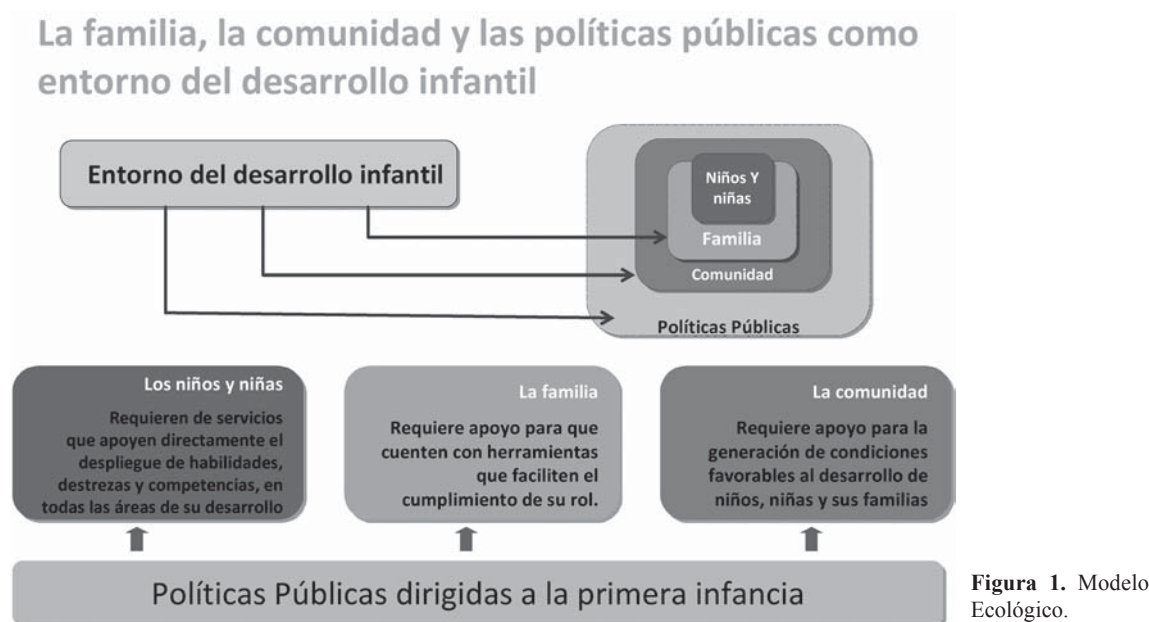 La familia, la comunidad y las políticas públicas como
entorno del desarrollo infantil
Entorno del desarrollo infantil
Niños Y
niñas
Familia
Comunidad
Políticas Públicas
Los niños y niñas
Requieren de servicios
que apoyen directamente el
despliegue de habilidades,
destrezas y competencias, en
todas las áreas de su desarrollo
La familia
Requiere apoyo para que
cuenten con herramientas
que faciliten el
cumplimiento de su rol.
La comunidad
Requiere apoyo para la
generación de condiciones
favorables al desarrollo de
niños, niñas y sus familias
Políticas Públicas dirigidas a la primera infancia
Figura 1. Modelo
Ecológico.